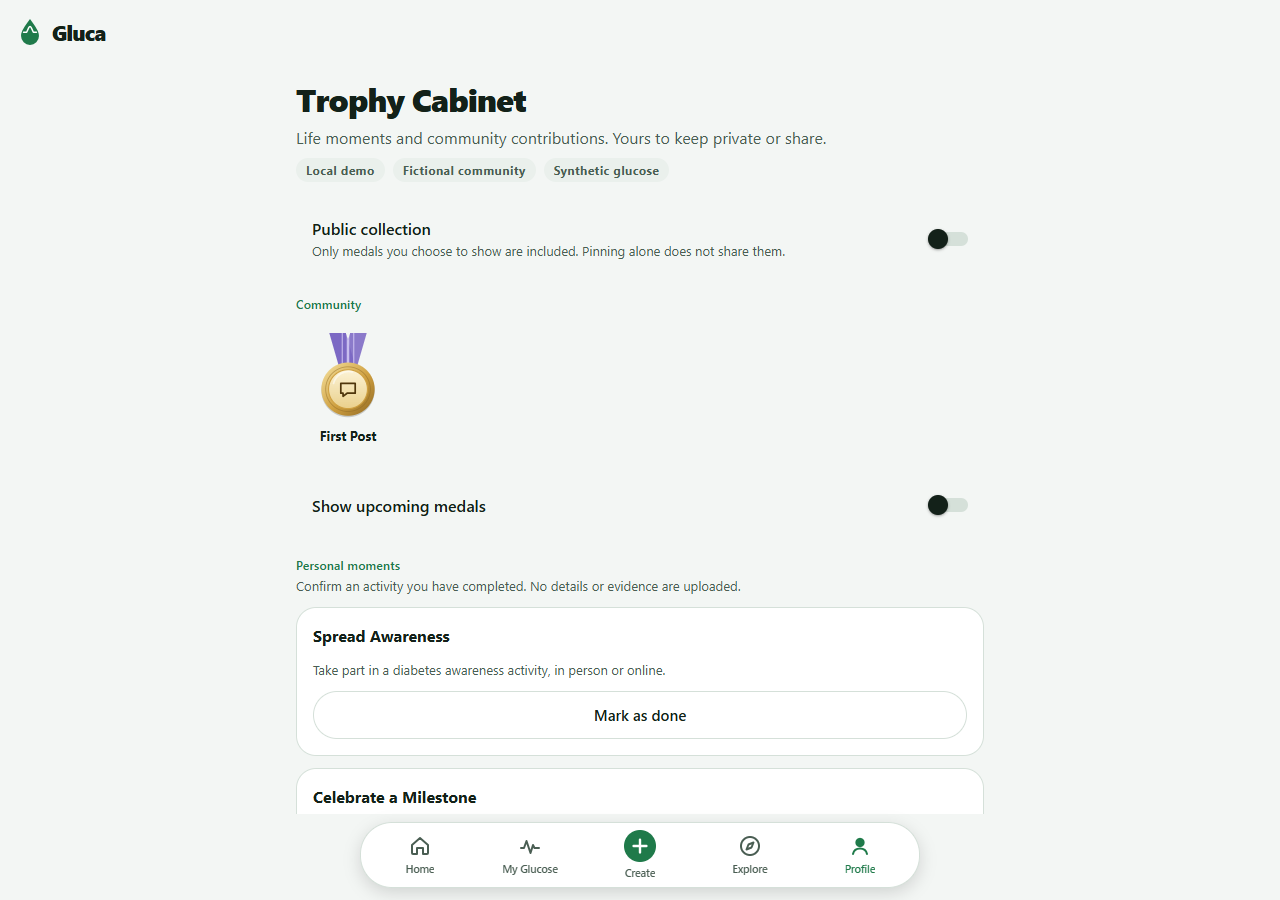 Gluca
Trophy Cabinet
Life moments and community contributions. Yours to keep private or share.
Local demo
Fictional community
Synthetic glucose
Public collection
Only medals you choose to show are included. Pinning alone does not share them.
Community
First Post
Show upcoming medals
Personal moments
Confirm an activity you have completed. No details or evidence are uploaded.
Spread Awareness
Take part in a diabetes awareness activity, in person or online.
Mark as done
Celebrate a Milestone
Home
My Glucose
Create
Explore
Profile